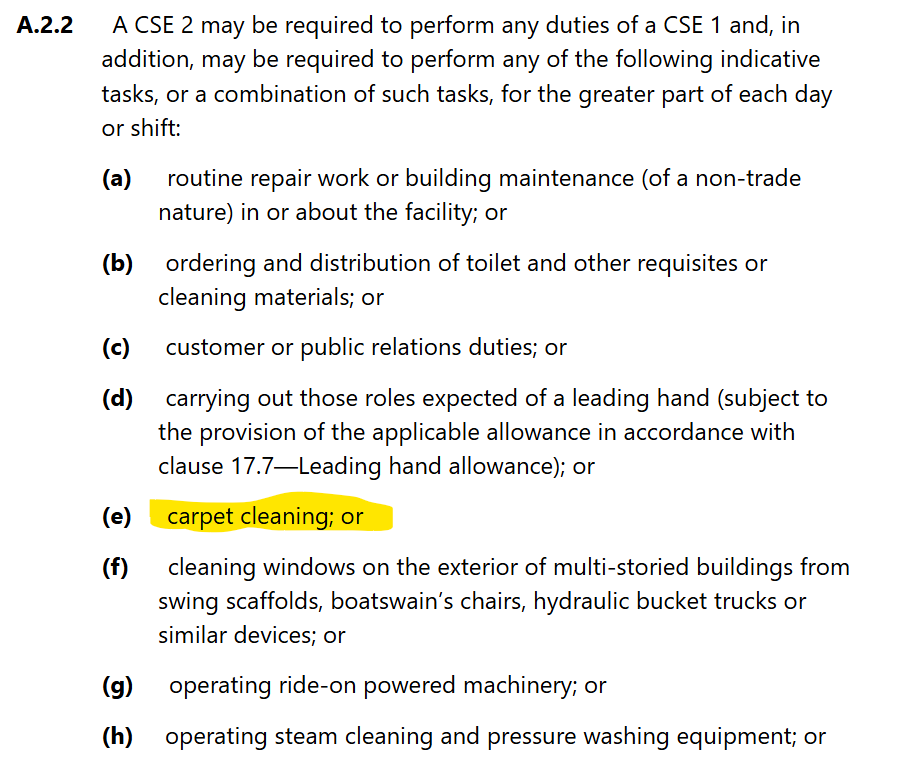 A.2.2 A CSE 2 may be required to perform any duties of a CSE 1 and, in
addition, may be required to perform any of the following indicative
tasks, or a combination of such tasks, for the greater part of each day
or shift:
(a) routine repair work or building maintenance (of a non-trade
nature) in or about the facility; or
(b) ordering and distribution of toilet and other requisites or
cleaning materials; or
(c) customer or public relations duties; or
(d) carrying out those roles expected of a leading hand (subject to
the provision of the applicable allowance in accordance with
clause 17.7—Leading hand allowance); or
(e) carpet cleaning; or
(f) cleaning windows on the exterior of multi-storied buildings from
swing scaffolds, boatswain’s chairs, hydraulic bucket trucks or
similar devices; or
(g) operating ride-on powered machinery; or
(h) operating steam cleaning and pressure washing equipment; or